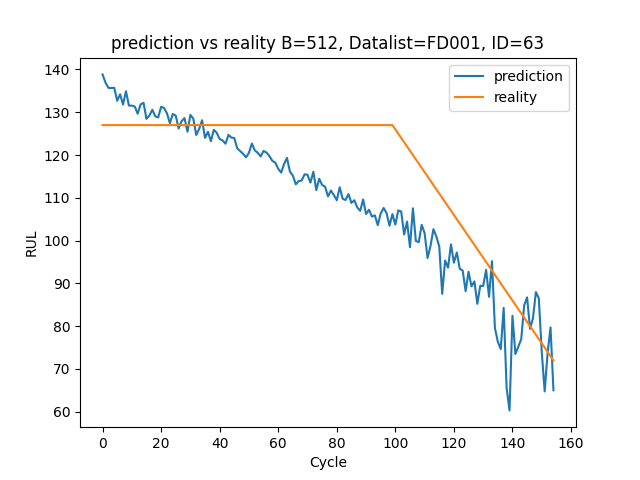 prediction vs reality B=512, Datalist=FD001, ID=63
prediction
reality
140
130
120
110
100
90
80
70
60
RUL
0 20 40 60 80 100 120 140 160
Cycle